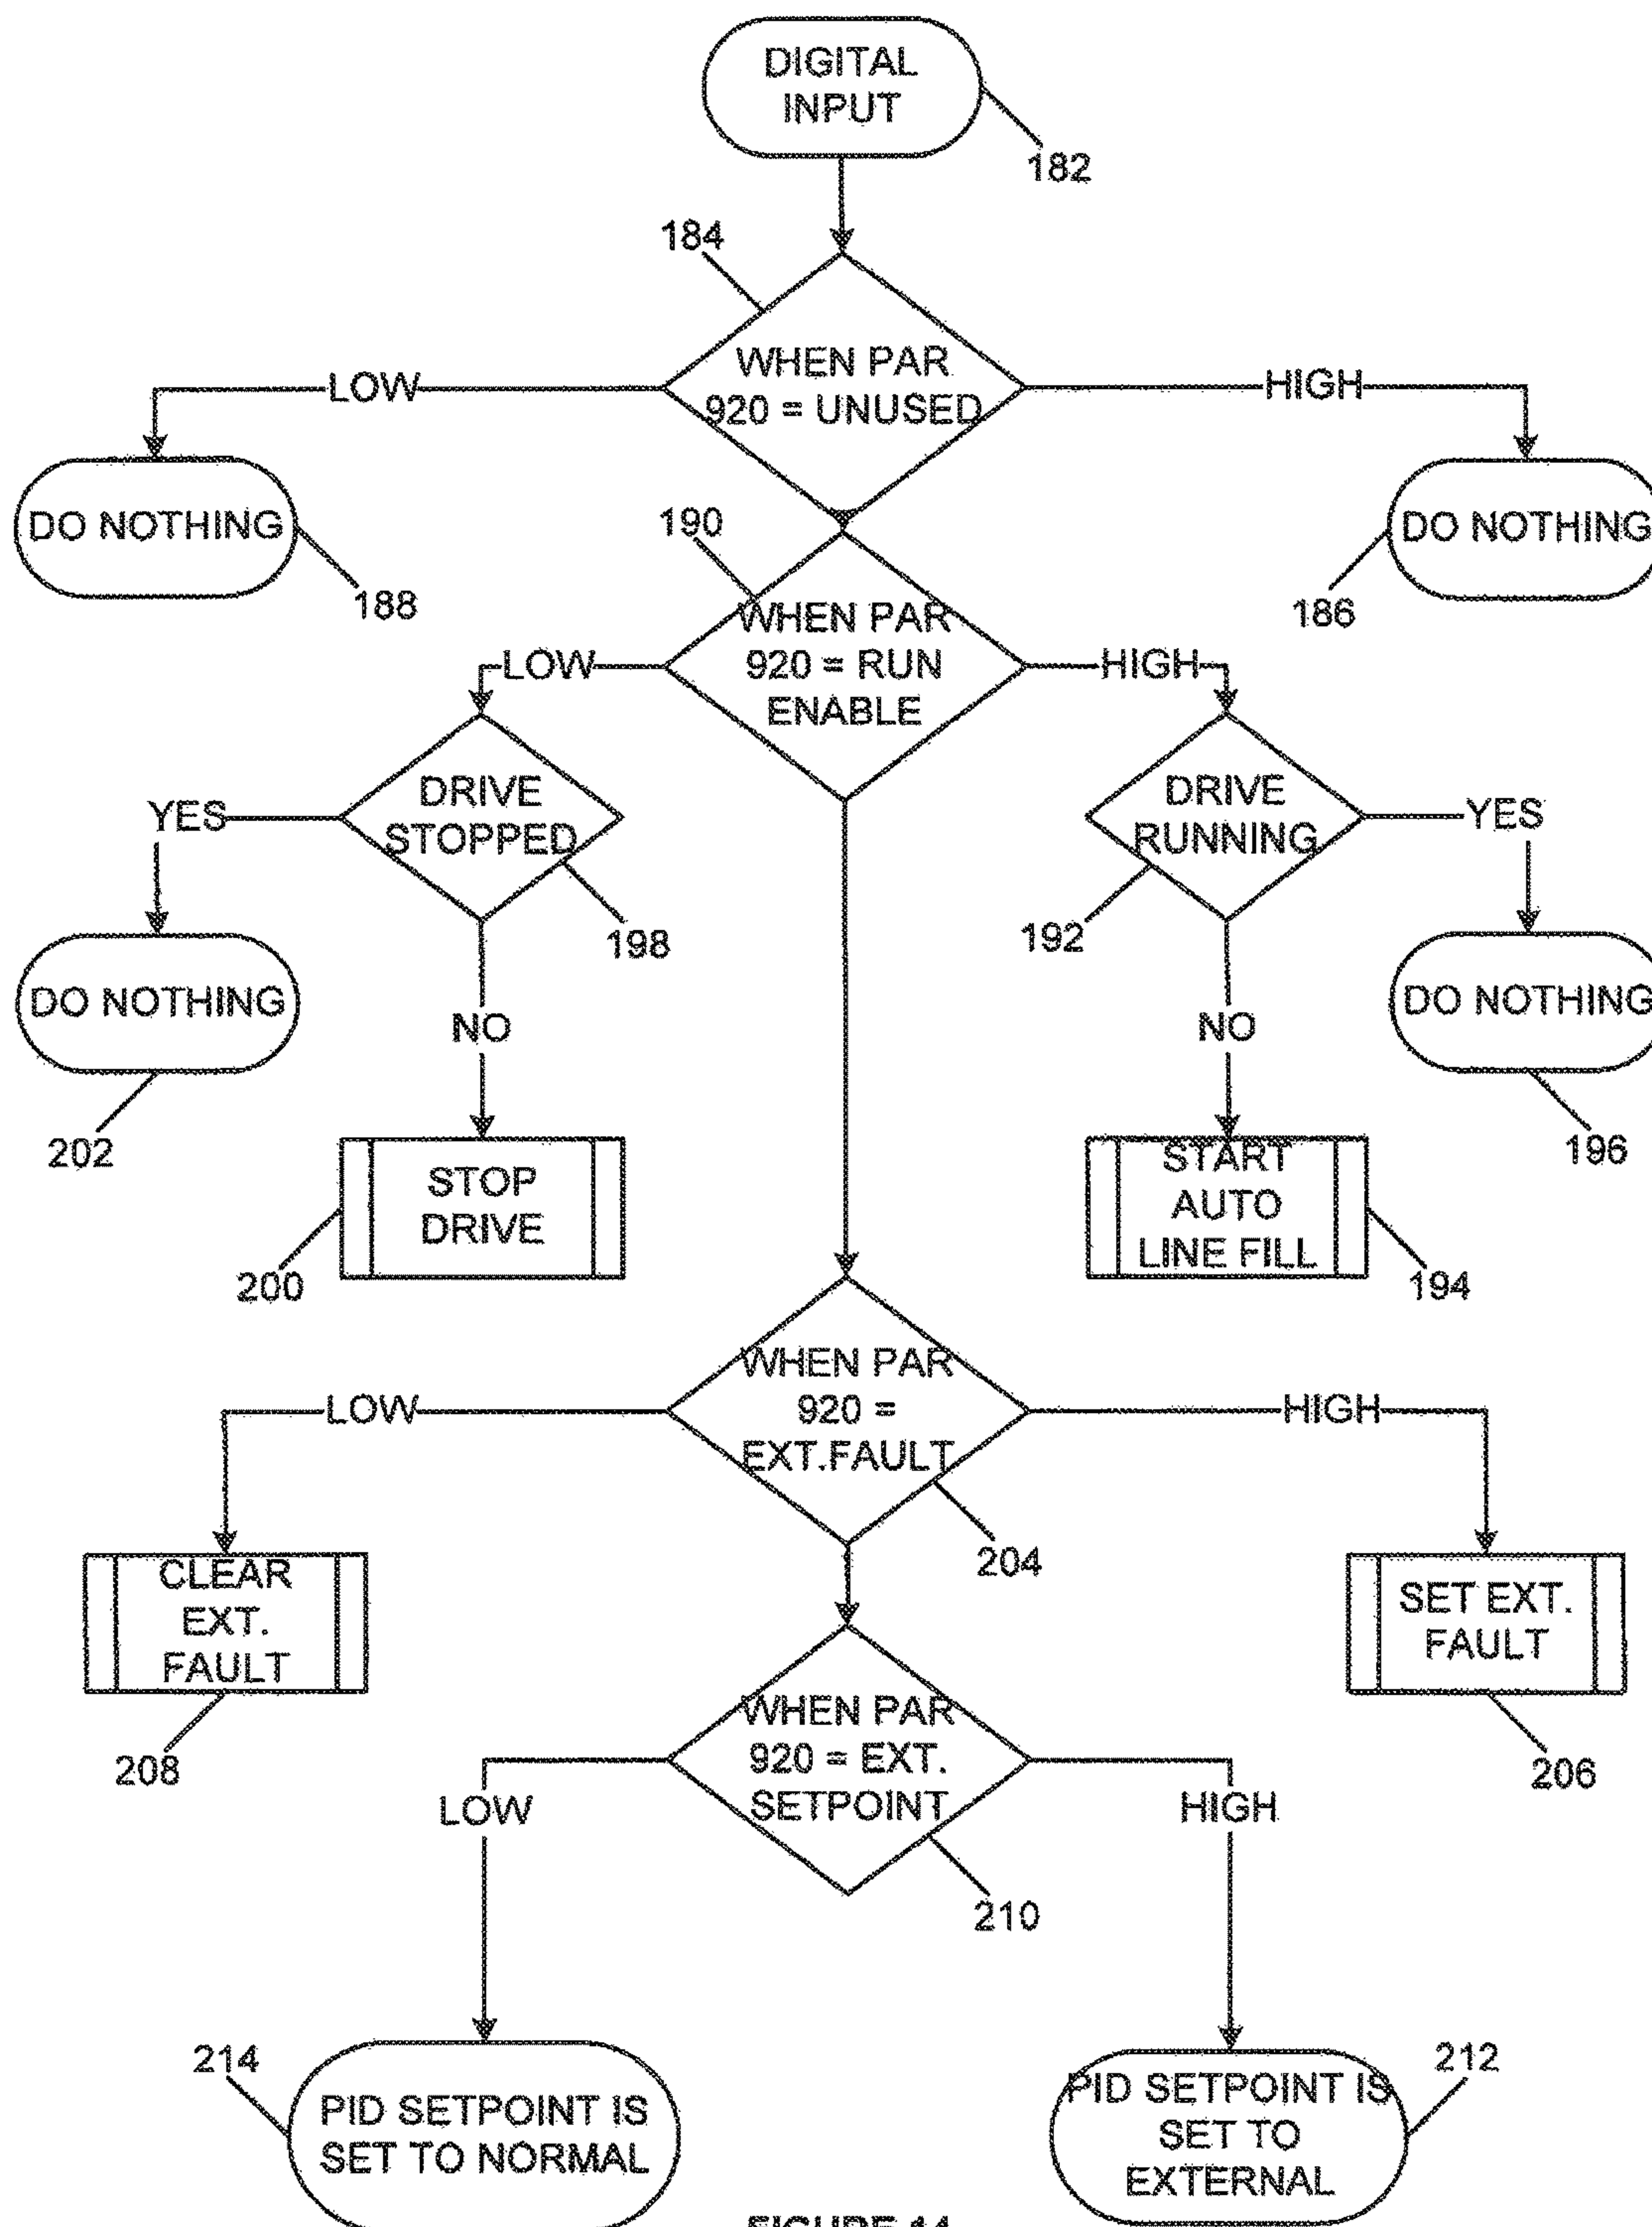 DIGITAL
INPUT
182
184
WHEN PAR
920 = UNUSED
LOW
HIGH
DO NOTHING
188
DO NOTHING
186
190
WHEN PAR
920 = RUN
ENABLE
LOW
HIGH
DRIVE
STOPPED
YES
198
DRIVE
RUNNING
YES
192
DO NOTHING
202
NO
NO
DO NOTHING
196
STOP
DRIVE
200
START
AUTO
LINE FILL
194
WHEN PAR
920 =
EXT.FAULT
LOW
HIGH
204
CLEAR
EXT.
FAULT
208
SET EXT.
FAULT
206
WHEN PAR
920 = EXT.
SETPOINT
LOW
HIGH
210
214
PID SETPOINT IS
SET TO NORMAL
212
PID SETPOINT IS
SET TO
EXTERNAL